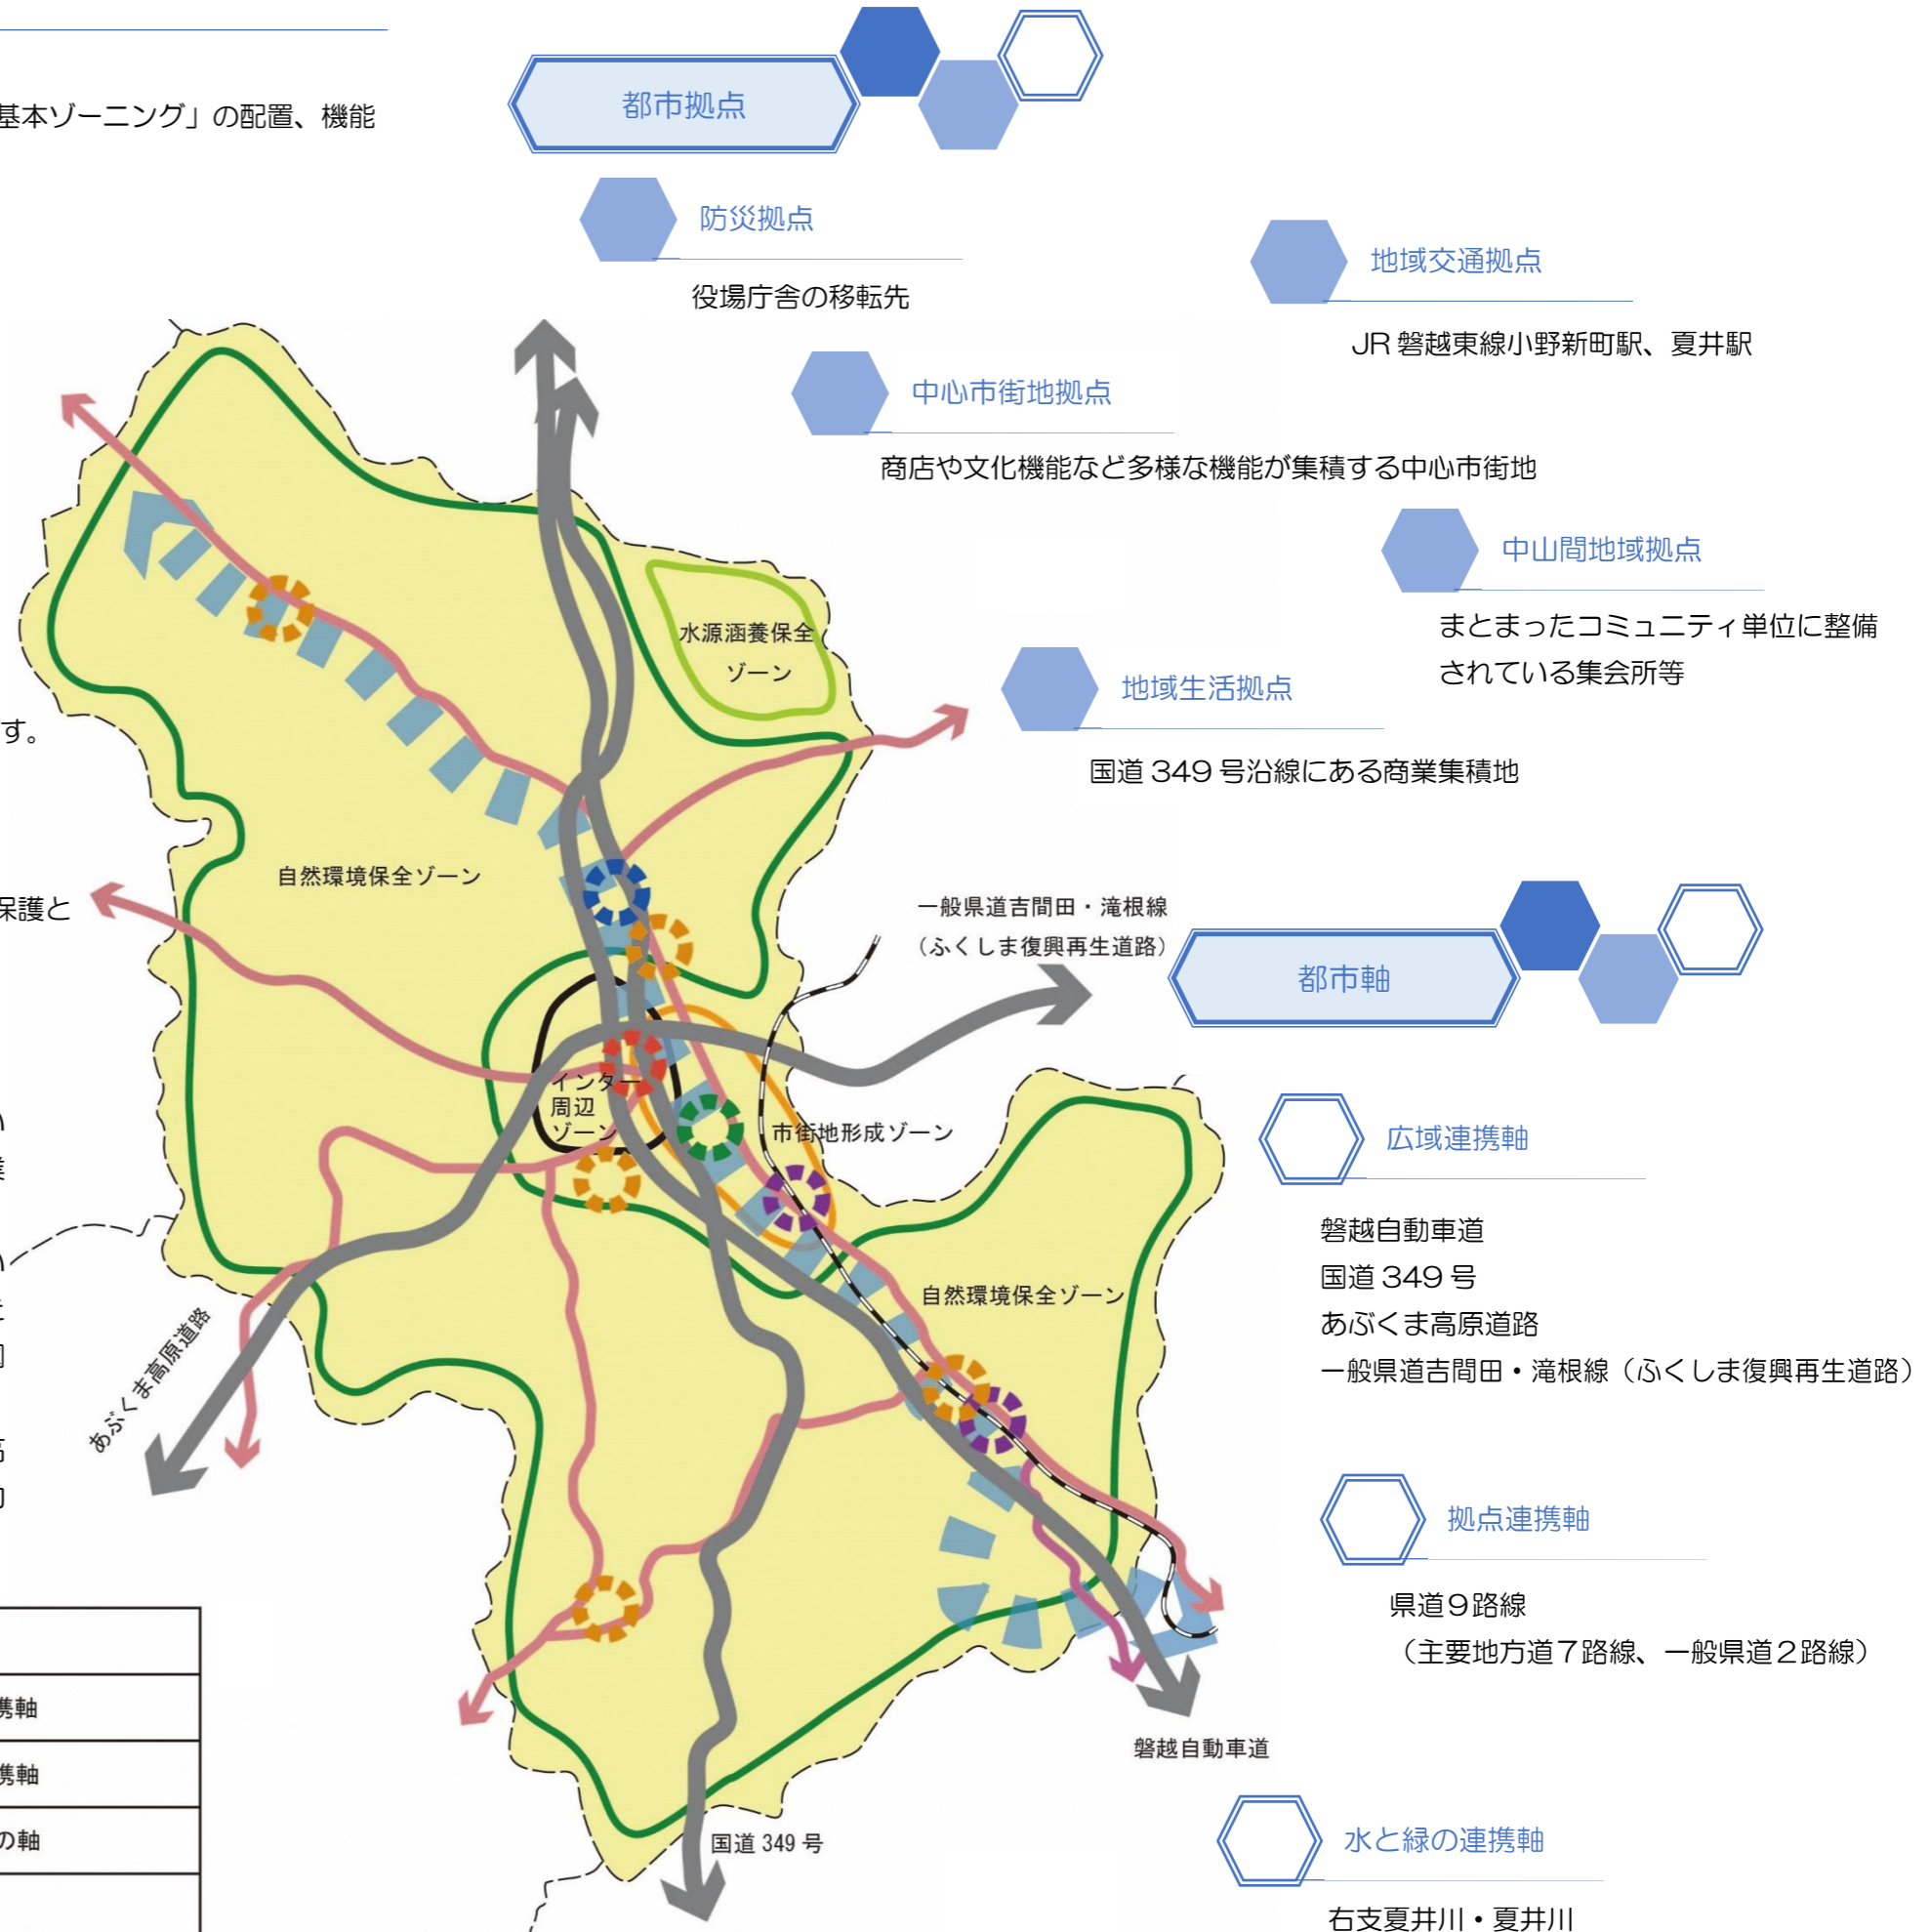 基本ゾーニング」の配置、機能
す。
保護と
携軸
携軸
の軸
都市拠点
防災拠点
役場庁舎の移転先
地域交通拠点
JR磐越東線小野新町駅、夏井駅
中心市街地拠点
商店や文化機能など多様な機能が集積する中心市街地
中山間地域拠点
まとまったコミュニティ単位に整備
されている集会所等
地域生活拠点
国道349号沿線にある商業集積地
水源涵養保全
ゾーン
自然環境保全ゾーン
一般県道吉間田・滝根線
（ふくしま復興再生道路）
インター
周辺
ゾーン
市街地形成ゾーン
自然環境保全ゾーン
あぶくま高原道路
磐越自動車道
国道349号
都市軸
広域連携軸
磐越自動車道
国道349号
あぶくま高原道路
一般県道吉間田・滝根線（ふくしま復興再生道路）
拠点連携軸
県道９路線
（主要地方道７路線、一般県道２路線）
水と緑の連携軸
右支夏井川・夏井川